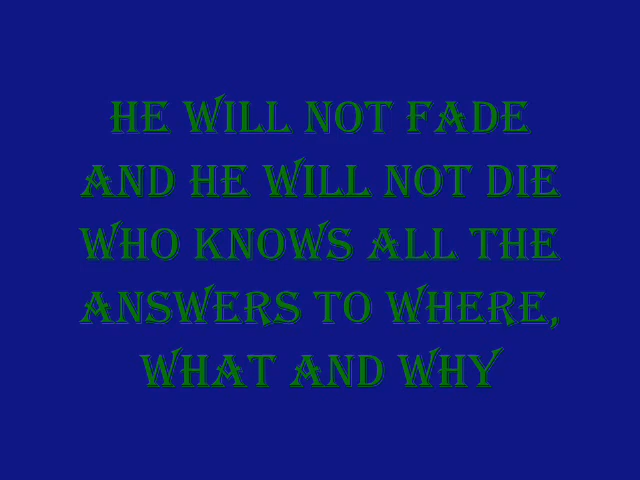 HE WILL NOT FADE
AND HE WILL NOT DIE
WHO KNOWS ALL THE
ANSWERS TO WHERE,
WHAT AND WHY